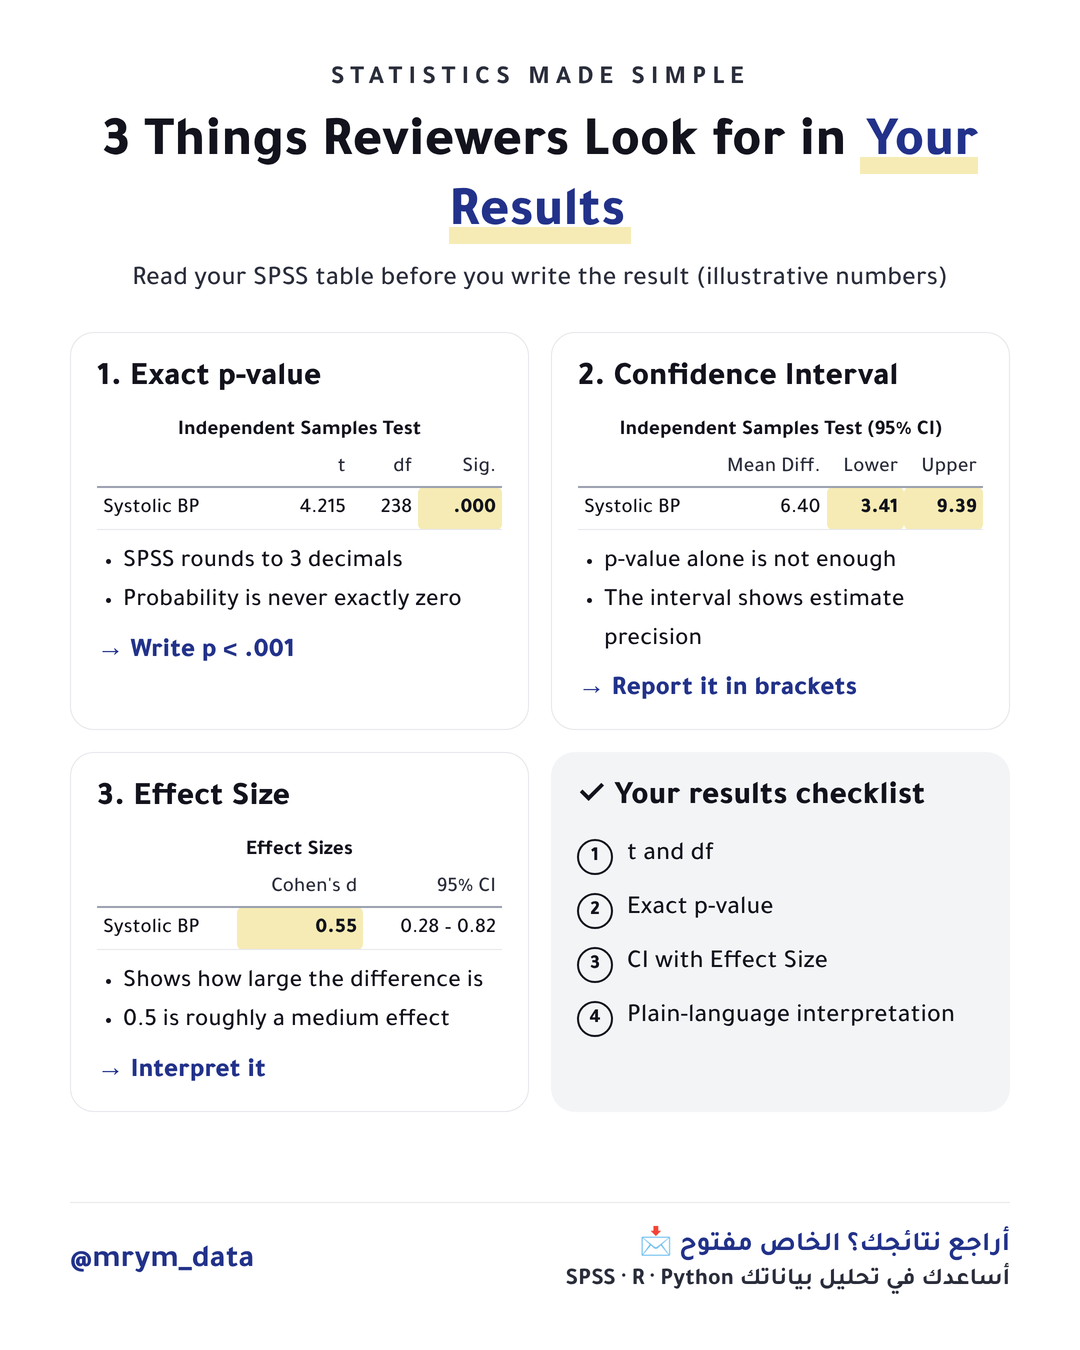 STATISTICS MADE SIMPLE
3 Things Reviewers Look for in Your
Results
Read your SPSS table before you write the result (illustrative numbers)
1. Exact p-value
Independent Samples Test
t df Sig.
Systolic BP 4.215 238 .000
• SPSS rounds to 3 decimals
• Probability is never exactly zero
→ Write p < .001
2. Confidence Interval
Independent Samples Test (95% CI)
Mean Diff. Lower Upper
Systolic BP 6.40 3.41 9.39
• p-value alone is not enough
• The interval shows estimate
precision
→ Report it in brackets
3. Effect Size
Effect Sizes
Cohen's d 95% CI
Systolic BP 0.55 0.28 - 0.82
• Shows how large the difference is
• 0.5 is roughly a medium effect
→ Interpret it
✓ Your results checklist
1 t and df
2 Exact p-value
3 CI with Effect Size
4 Plain-language interpretation
@mrym_data
أراجع نتائجك؟ الخاص مفتوح 📩
أساعدك في تحليل بياناتك SPSS · R · Python